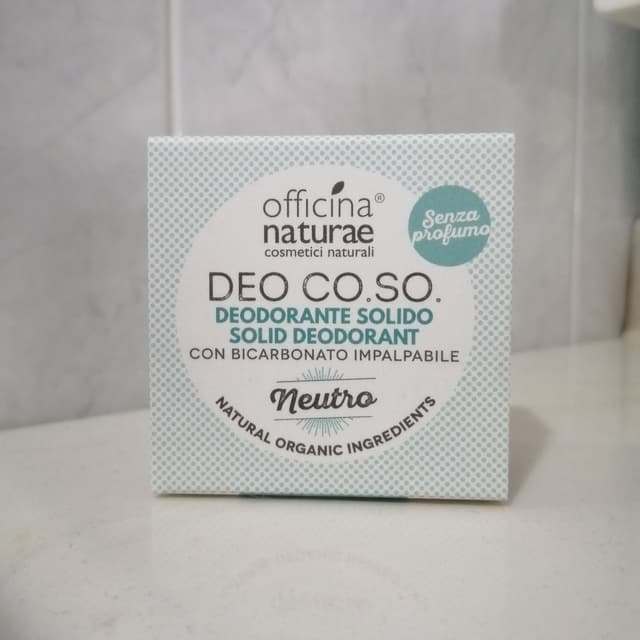 officina®
naturae
cosmetici naturali
Senza
profumo
DEO CO.SO.
DEODORANTE SOLIDO
SOLID DEODORANT
CON BICARBONATO IMPALPABILE
Neutro
NATURAL ORGANIC INGREDIENTS